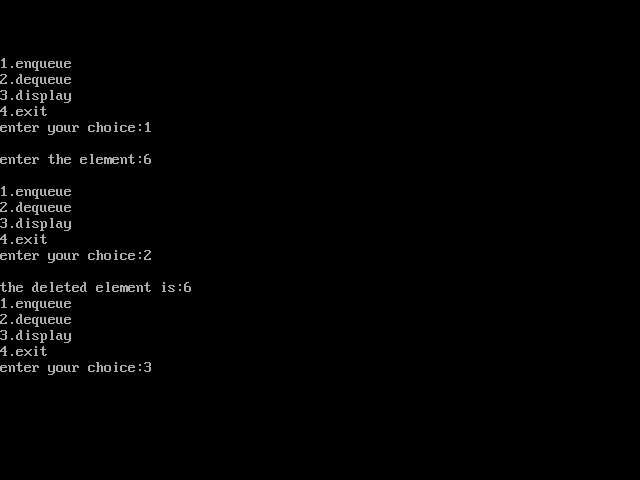 1.enqueue
2.dequeue
3.display
4.exit
enter your choice:1
enter the element:6
1.enqueue
2.dequeue
3.display
4.exit
enter your choice:2
the deleted element is:6
1.enqueue
2.dequeue
3.display
4.exit
enter your choice:3